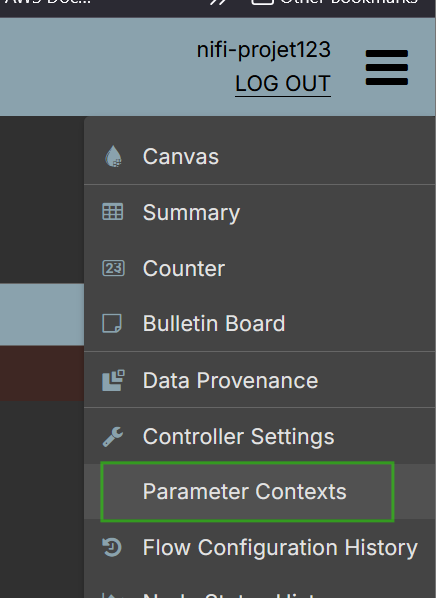 AWS Doc...
Other bookmarks
nifi-projet123
LOG OUT
Canvas
Summary
Counter
Bulletin Board
Data Provenance
Controller Settings
Parameter Contexts
Flow Configuration History